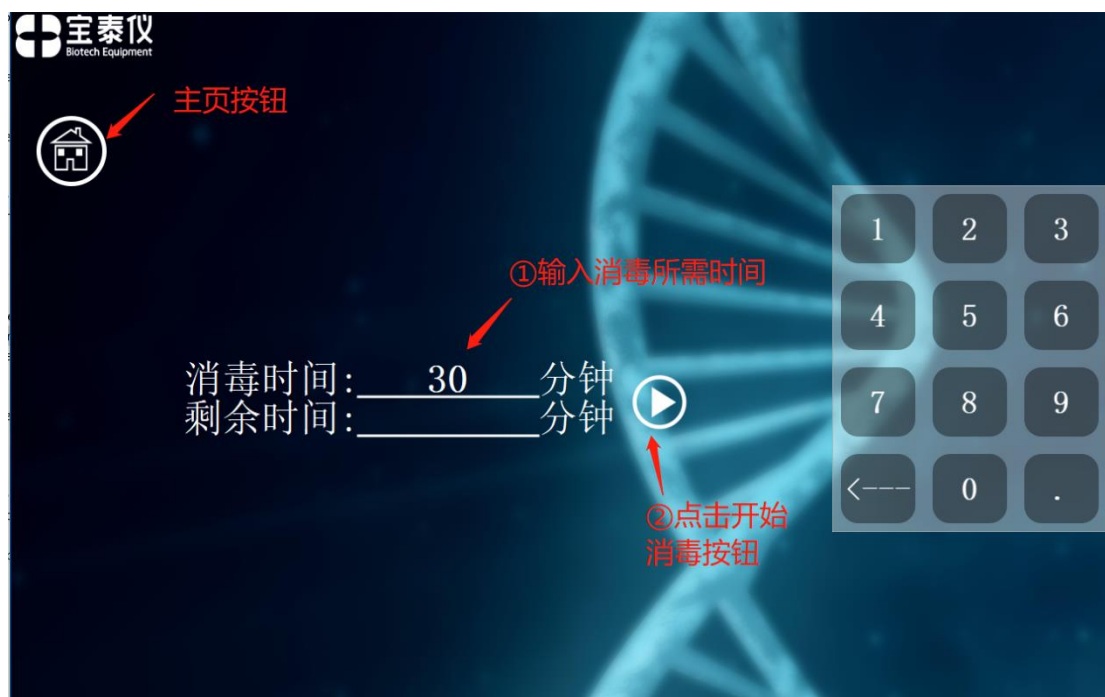 宝泰仪
Biotech Equipment
主页按钮
①输入消毒所需时间
消毒时间:30分钟
剩余时间:分钟
②点击开始
消毒按钮
1 2 3
4 5 6
7 8 9
<--- 0 .